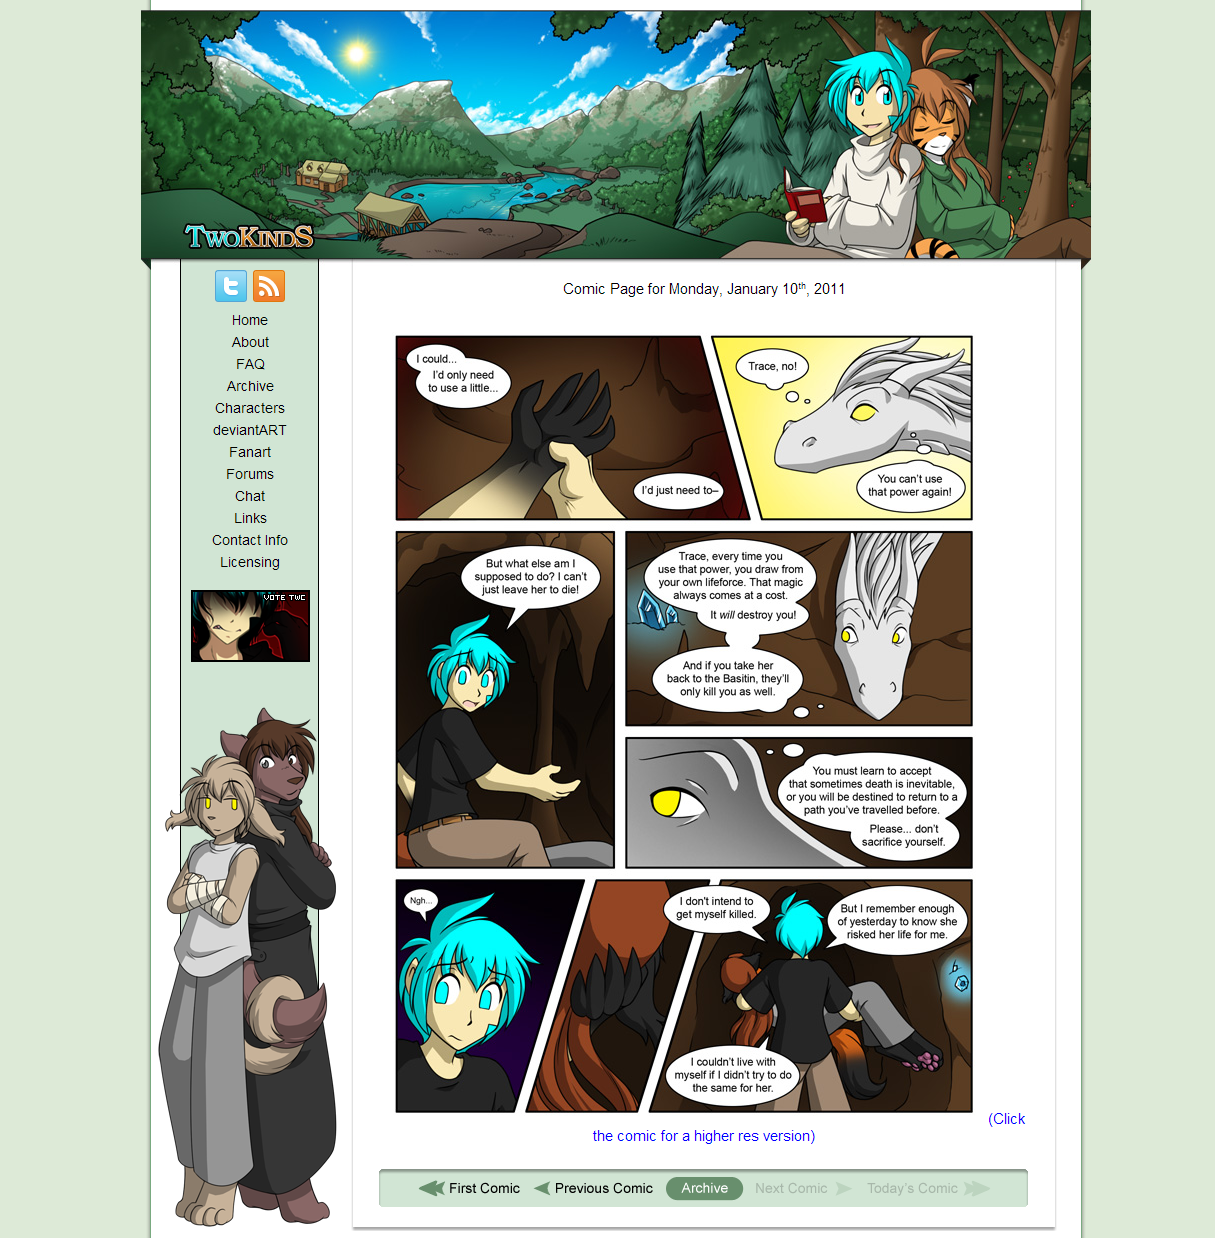 TWOKINDS
Comic Page for Monday, January 10th, 2011
Home
About
FAQ
Archive
Characters
deviantART
Fanart
Forums
Chat
Links
Contact Info
Licensing
VOTE TWC
I could...
I'd only need
to use a little...
I'd just need to–
Trace, no!
You can't use
that power again!
But what else am I
supposed to do? I can't
just leave her to die!
Trace, every time you
use that power, you draw from
your own lifeforce. That magic
always comes at a cost.
It will destroy you!
And if you take her
back to the Basitin, they'll
only kill you as well.
You must learn to accept
that sometimes death is inevitable,
or you will be destined to return to a
path you've travelled before.
Please... don't
sacrifice yourself.
Ngh...
I don't intend to
get myself killed.
But I remember enough
of yesterday to know she
risked her life for me.
I couldn't live with
myself if I didn't try to do
the same for her.
(Click
the comic for a higher res version)
First Comic Previous Comic Archive Next Comic Today's Comic